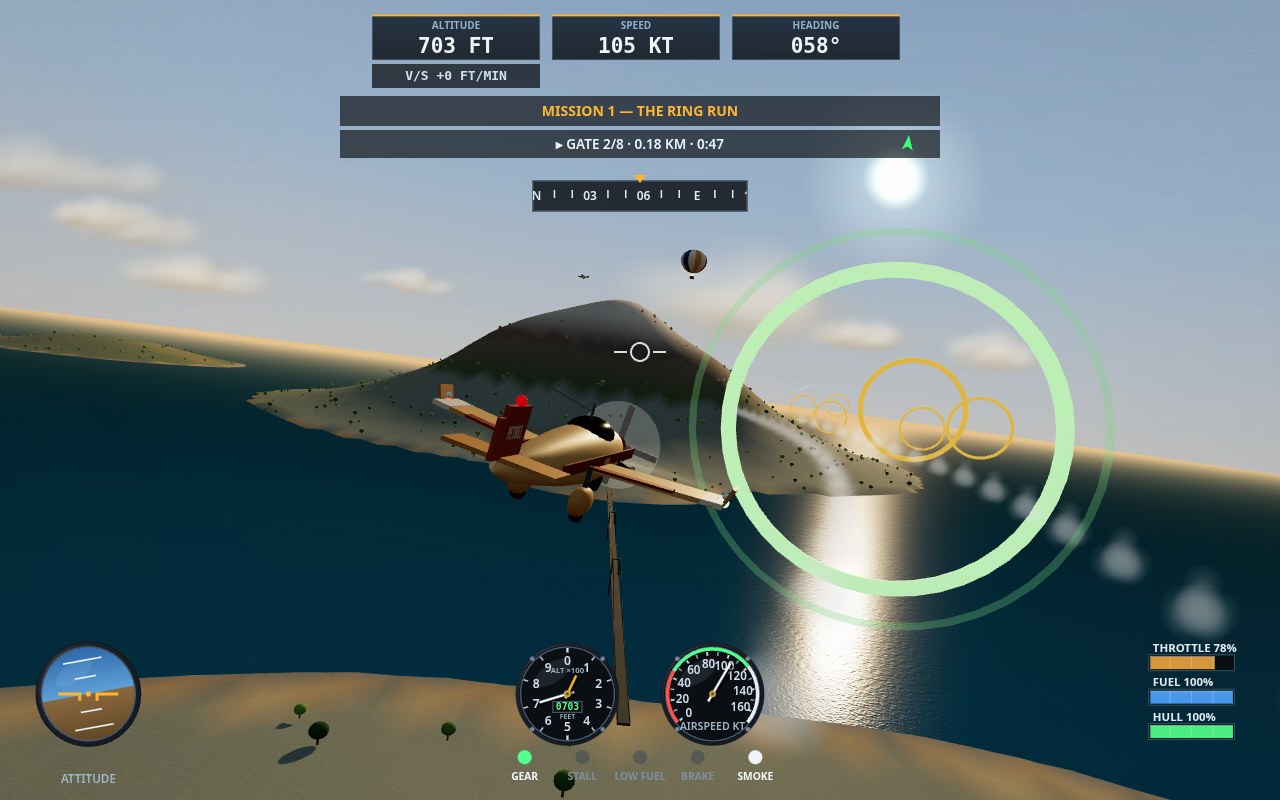 ALTITUDE
703 FT
V/S +0 FT/MIN
SPEED
105 KT
HEADING
058°
MISSION 1 — THE RING RUN
▸ GATE 2/8 · 0.18 KM · 0:47
N 03 06 E
THROTTLE 78%
FUEL 100%
HULL 100%
ATTITUDE
0 1 2 3 4 5 6 7 8 9
ALT ×100
0703
FEET
0 20 40 60 80 100 120 140 160
AIRSPEED KT
GEAR
STALL
LOW FUEL
BRAKE
SMOKE